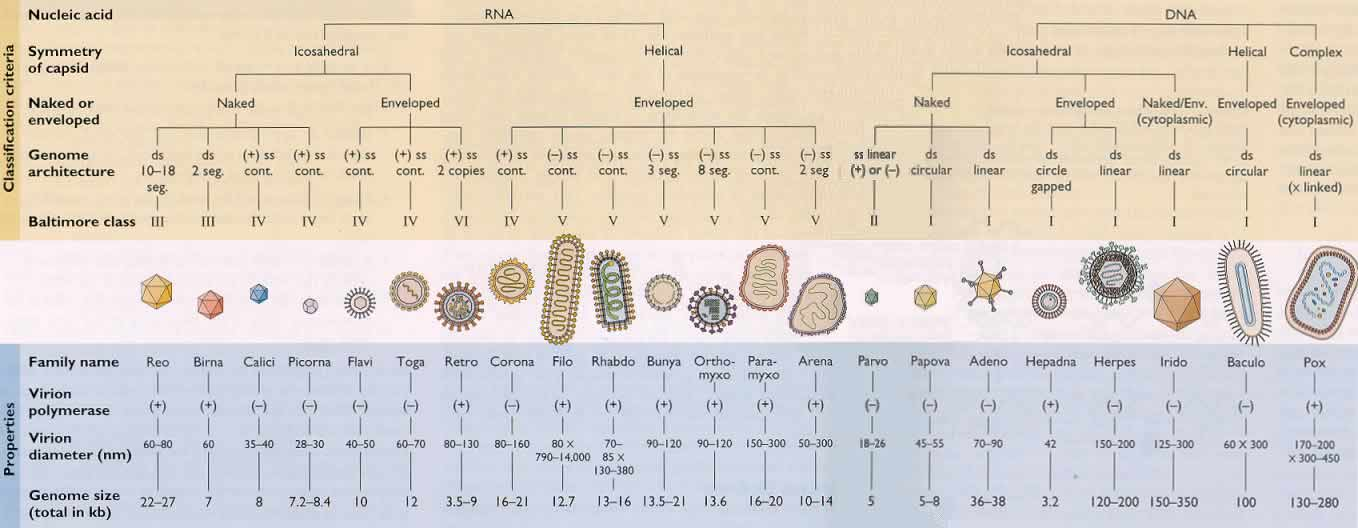 Classification criteria
Nucleic acid RNA DNA
Symmetry of capsid Icosahedral Helical Icosahedral Helical Complex
Naked or enveloped Naked Enveloped Enveloped Naked Enveloped Naked/Env. (cytoplasmic) Enveloped Enveloped (cytoplasmic)
Genome architecture
ds 10–18 seg.
ds 2 seg.
(+) ss cont.
(+) ss cont.
(+) ss cont.
(+) ss cont.
(+) ss 2 copies
(+) ss cont.
(–) ss cont.
(–) ss cont.
(–) ss 3 seg.
(–) ss 8 seg.
(–) ss cont.
(–) ss 2 seg
ss linear (+) or (–)
ds circular
ds linear
ds circle gapped
ds linear
ds linear
ds circular
ds linear (x linked)
Baltimore class III III IV IV IV IV VI IV V V V V V V II I I I I I I I
Properties
Family name Reo Birna Calici Picorna Flavi Toga Retro Corona Filo Rhabdo Bunya Ortho-myxo Para-myxo Arena Parvo Papova Adeno Hepadna Herpes Irido Baculo Pox
Virion polymerase (+) (+) (–) (–) (–) (–) (+) (–) (+) (+) (+) (+) (+) (+) (–) (–) (–) (+) (–) (–) (–) (+)
Virion diameter (nm) 60–80 60 35–40 28–30 40–50 60–70 80–130 80–160 80 × 790–14,000 70–85 × 130–380 90–120 90–120 150–300 50–300 18–26 45–55 70–90 42 150–200 125–300 60 × 300 170–200 × 300–450
Genome size (total in kb) 22–27 7 8 7.2–8.4 10 12 3.5–9 16–21 12.7 13–16 13.5–21 13.6 16–20 10–14 5 5–8 36–38 3.2 120–200 150–350 100 130–280